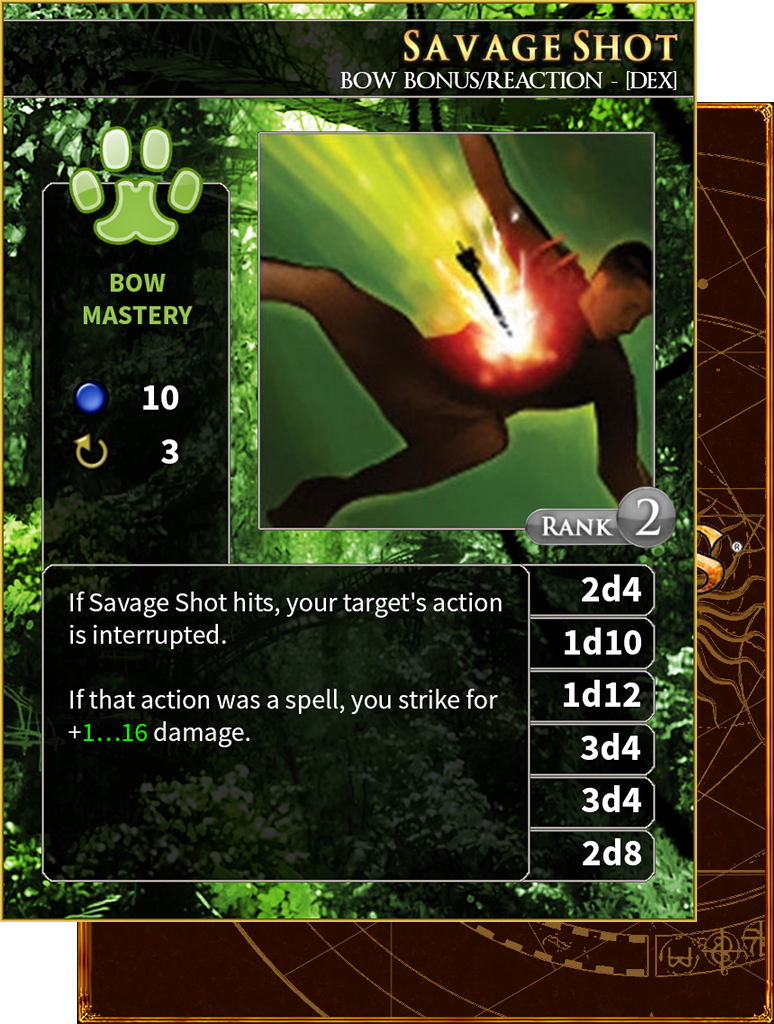 SAVAGE SHOT
BOW BONUS/REACTION - [DEX]
BOW
MASTERY
10
3
RANK 2
If Savage Shot hits, your target's action
is interrupted.
If that action was a spell, you strike for
+1...16 damage.
2d4
1d10
1d12
3d4
3d4
2d8
S®